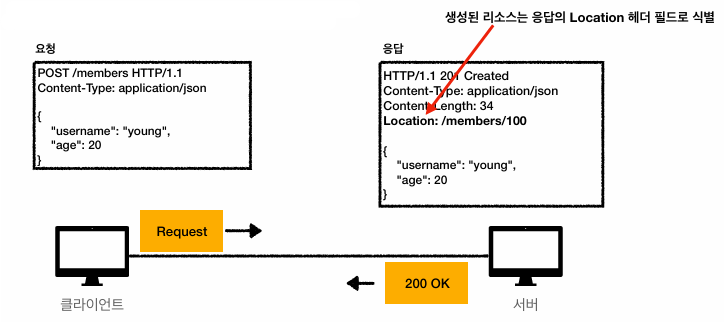 생성된 리소스는 응답의 Location 헤더 필드로 식별
요청
POST /members HTTP/1.1
Content-Type: application/json
{
"username": "young",
"age": 20
}
응답
HTTP/1.1 201 Created
Content-Type: application/json
Content-Length: 34
Location: /members/100
{
"username": "young",
"age": 20
}
Request
200 OK
클라이언트
서버